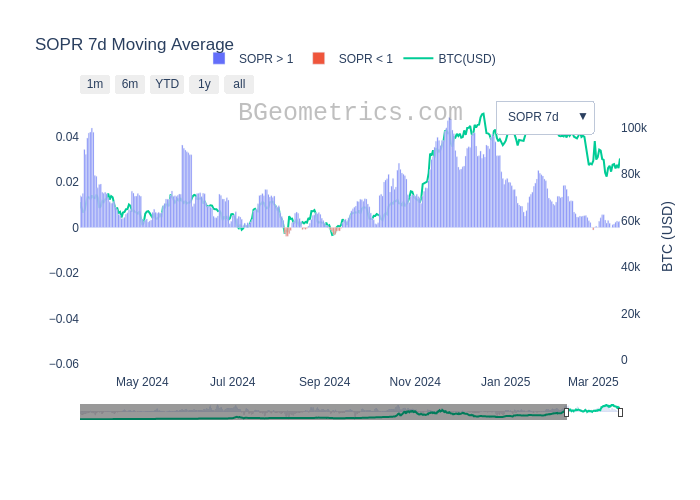 SOPR 7d Moving Average
SOPR > 1 SOPR < 1 BTC(USD)
1m 6m YTD 1y all
BGeometrics.com
SOPR 7d ▼
0.04
0.02
0
−0.02
−0.04
−0.06
100k
80k
60k
40k
20k
0
BTC (USD)
May 2024 Jul 2024 Sep 2024 Nov 2024 Jan 2025 Mar 2025